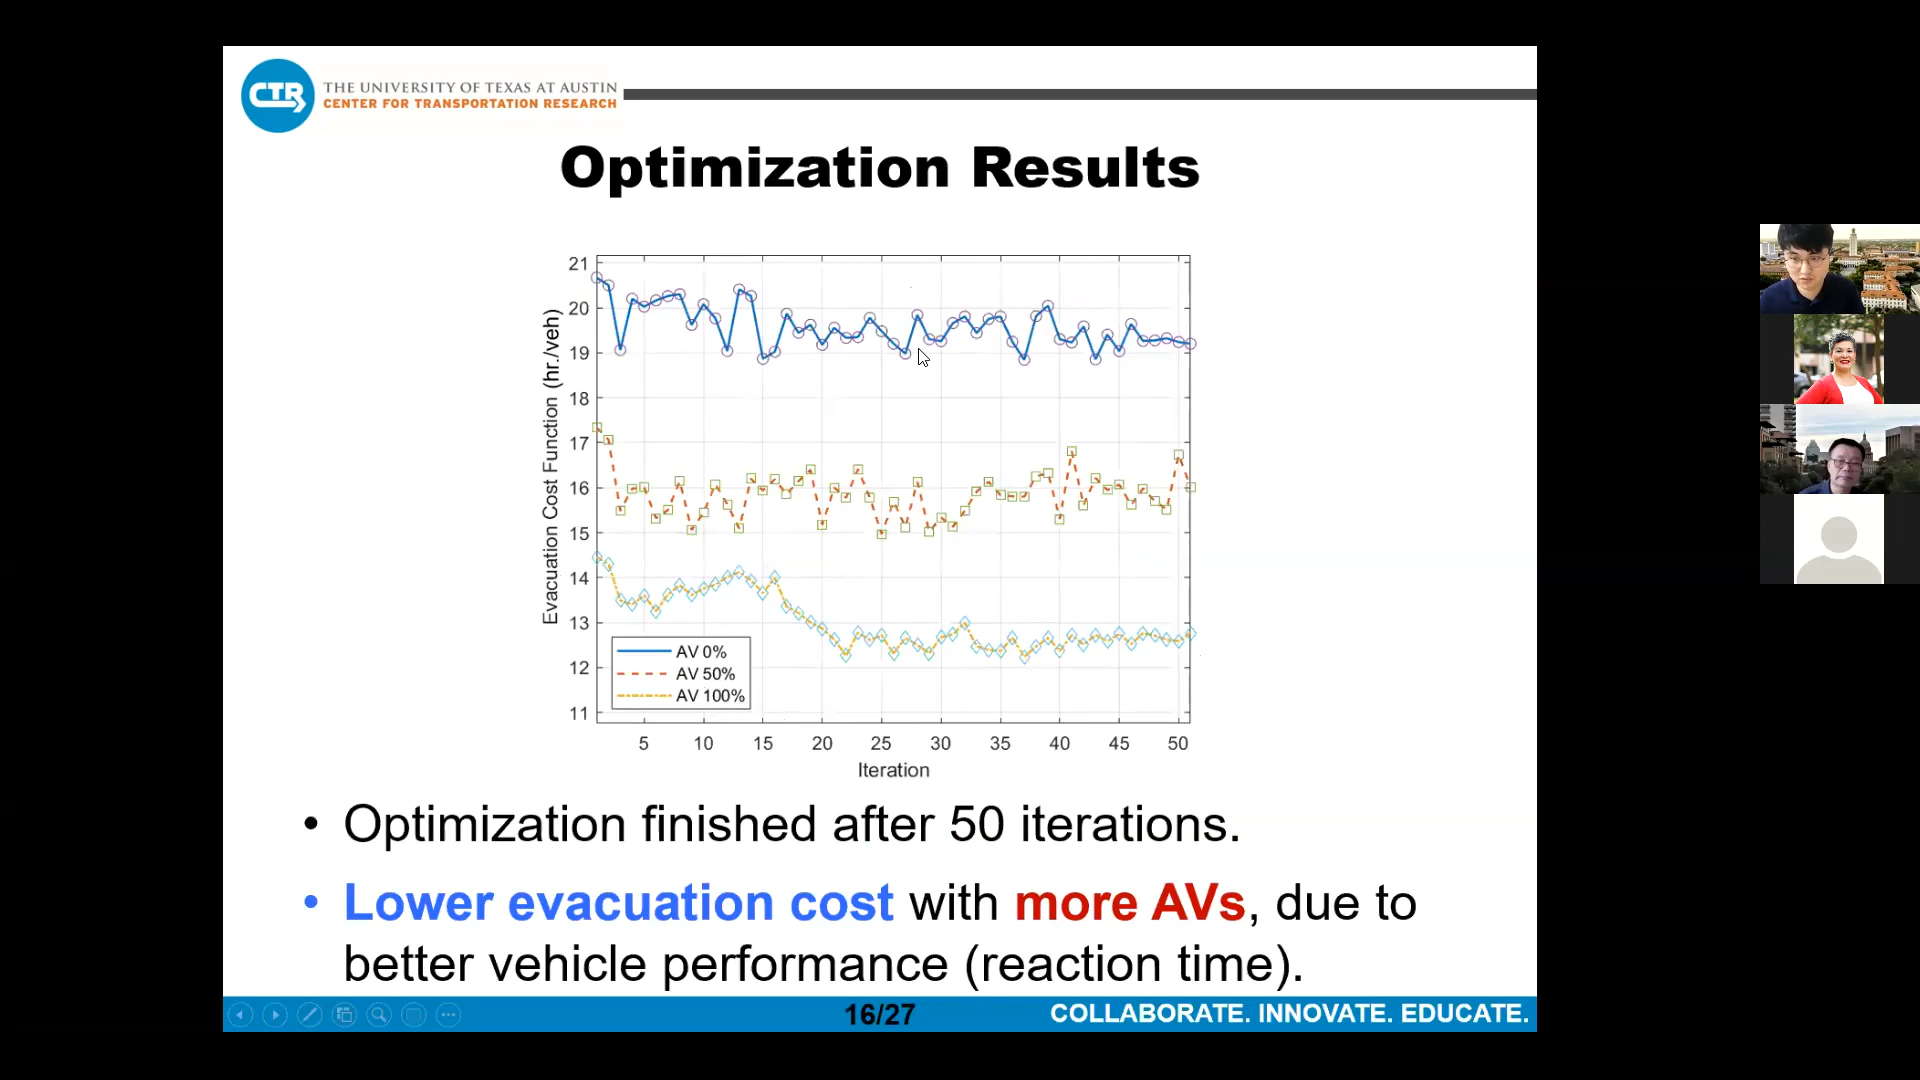 CTR
THE UNIVERSITY OF TEXAS AT AUSTIN
CENTER FOR TRANSPORTATION RESEARCH
Optimization Results
21
20
19
18
17
16
15
14
13
12
11
Evacuation Cost Function (hr./veh)
AV 0%
AV 50%
AV 100%
5 10 15 20 25 30 35 40 45 50
Iteration
• Optimization finished after 50 iterations.
• Lower evacuation cost with more AVs, due to
better vehicle performance (reaction time).
16/27
COLLABORATE. INNOVATE. EDUCATE.